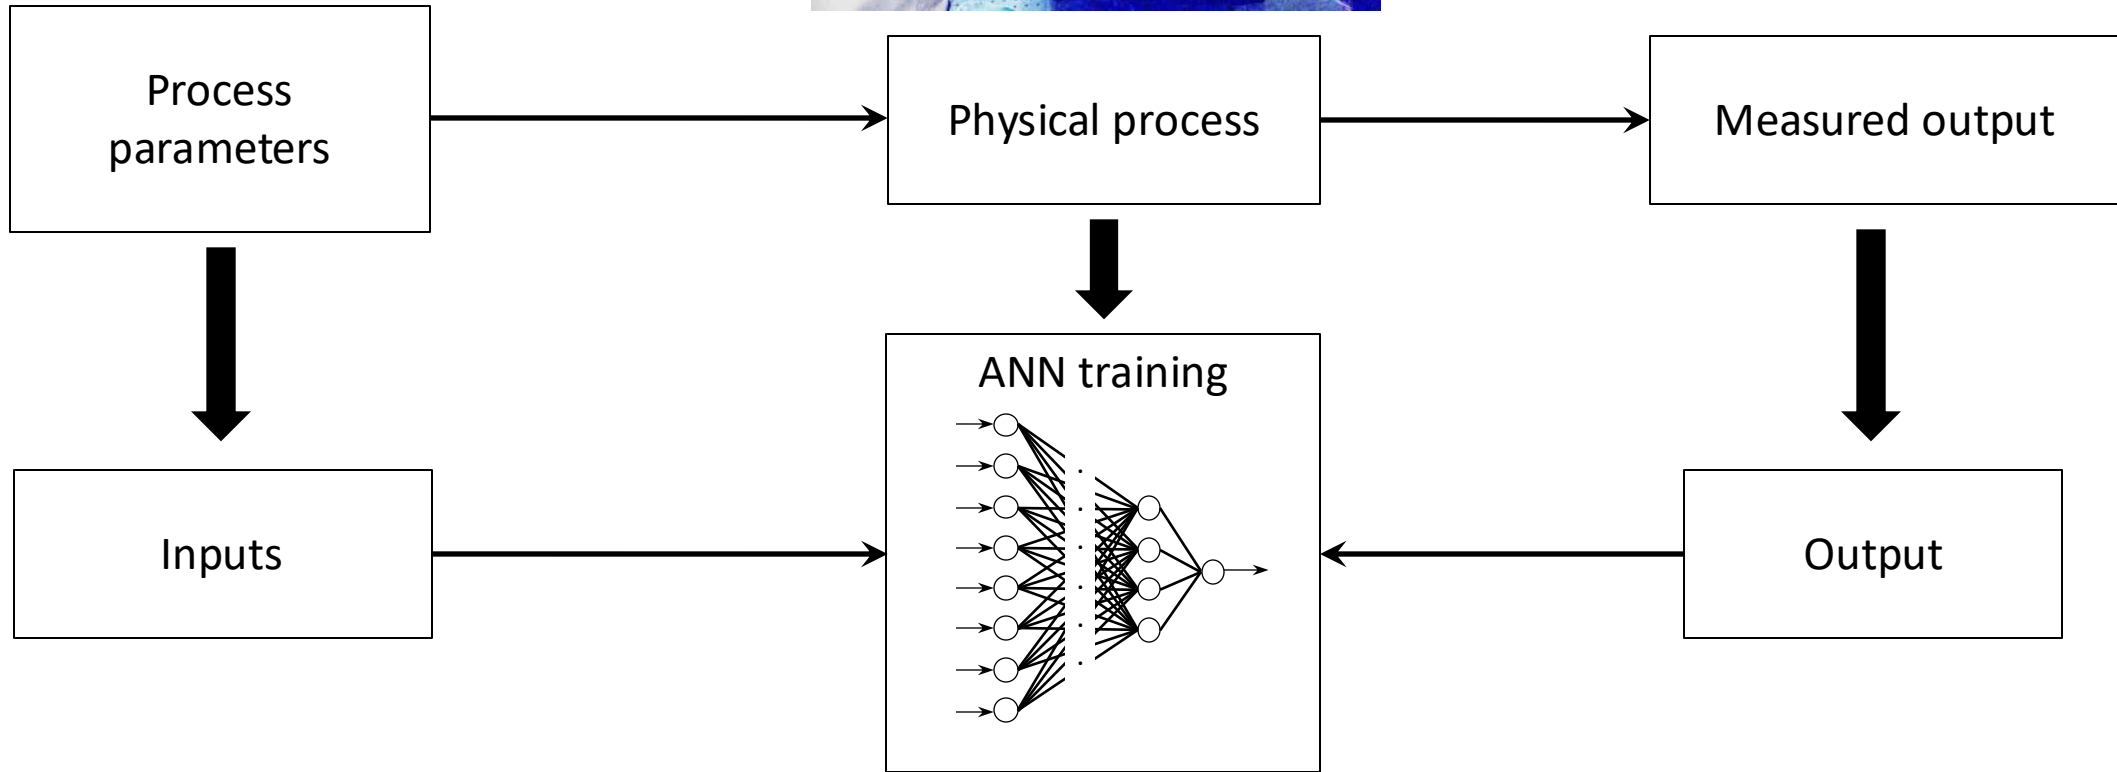 Process
parameters
Physical process
Measured output
ANN training
Inputs
Output